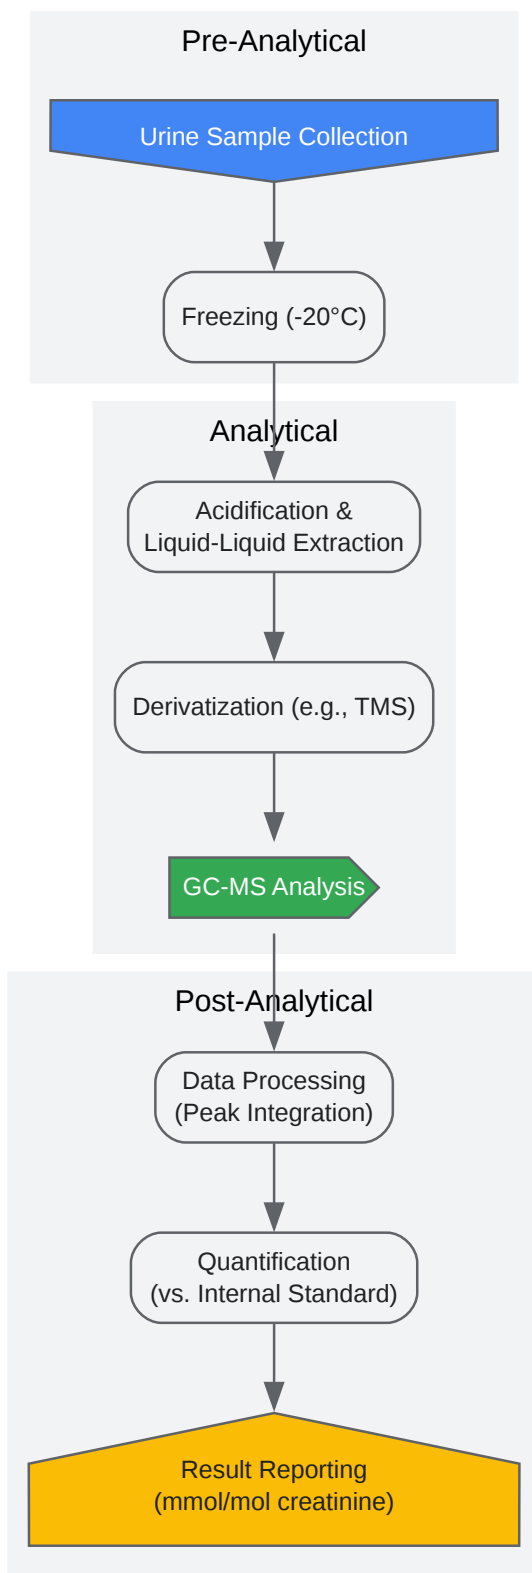 Pre-Analytical
Urine Sample Collection
Freezing (-20°C)
Analytical
Acidification &
Liquid-Liquid Extraction
Derivatization (e.g., TMS)
GC-MS Analysis
Post-Analytical
Data Processing
(Peak Integration)
Quantification
(vs. Internal Standard)
Result Reporting
(mmol/mol creatinine)